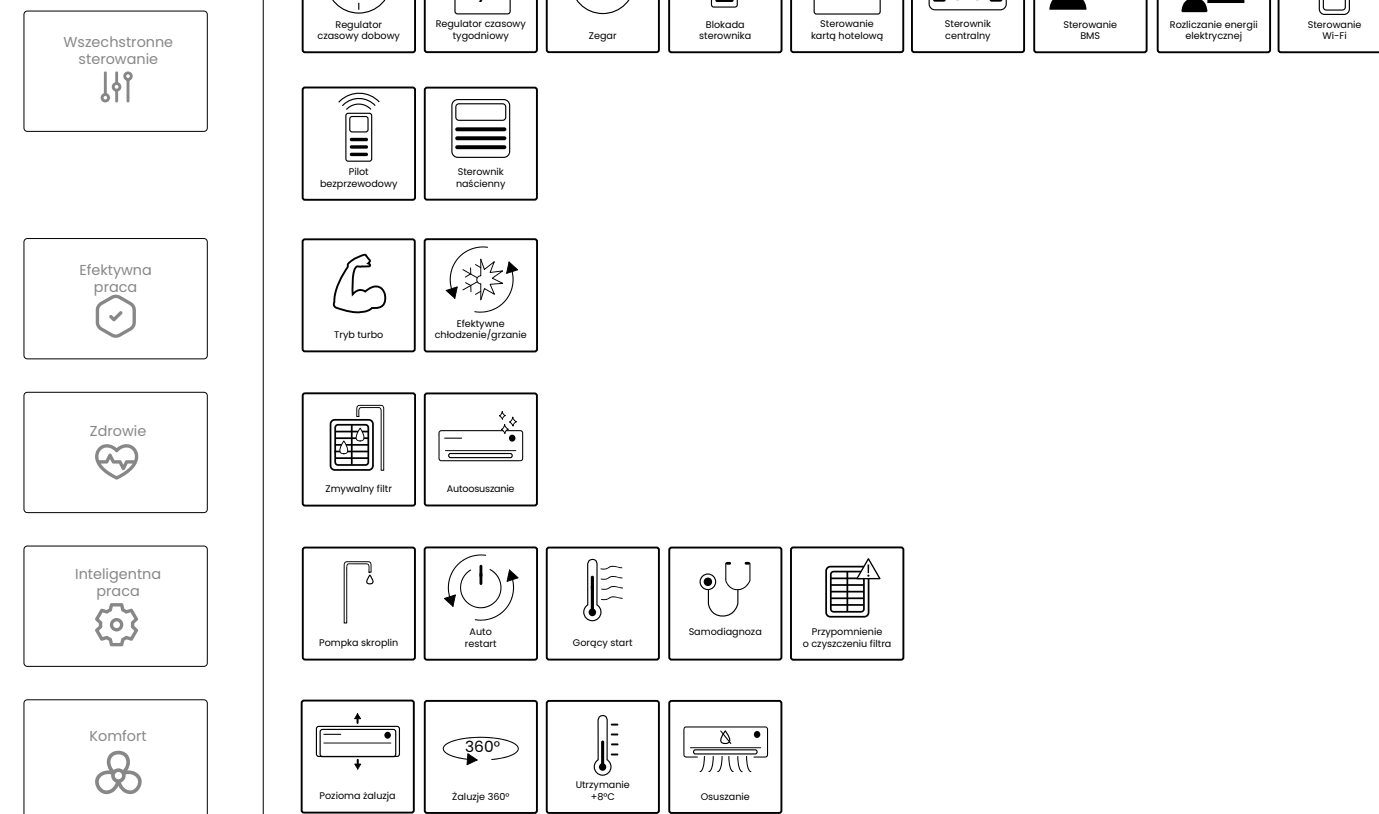 Wszechstronne
sterowanie
Regulator
czasowy dobowy
Regulator czasowy
tygodniowy
Zegar
Blokada
sterownika
Sterowanie
kartą hotelową
Sterownik
centralny
Sterowanie
BMS
Rozliczanie energii
elektrycznej
Sterowanie
Wi-Fi
Pilot
bezprzewodowy
Sterownik
naścienny
Efektywna
praca
Tryb turbo
Efektywne
chłodzenie/grzanie
Zdrowie
Zmywalny filtr
Autoosuszanie
Inteligentna
praca
Pompka skroplin
Auto
restart
Gorący start
Samodiagnoza
Przypomnienie
o czyszczeniu filtra
Komfort
Pozioma żaluzja
360°
Żaluzje 360°
Utrzymanie
+8°C
Osuszanie